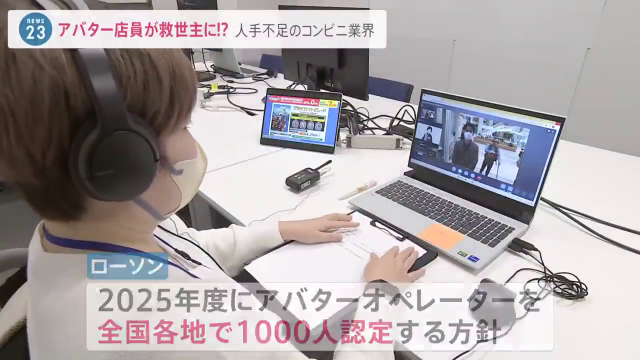 news
23
アバター店員が救世主に!? 人手不足のコンビニ業界
ローソン
2025年度にアバターオペレーターを
全国各地で1000人認定する方針